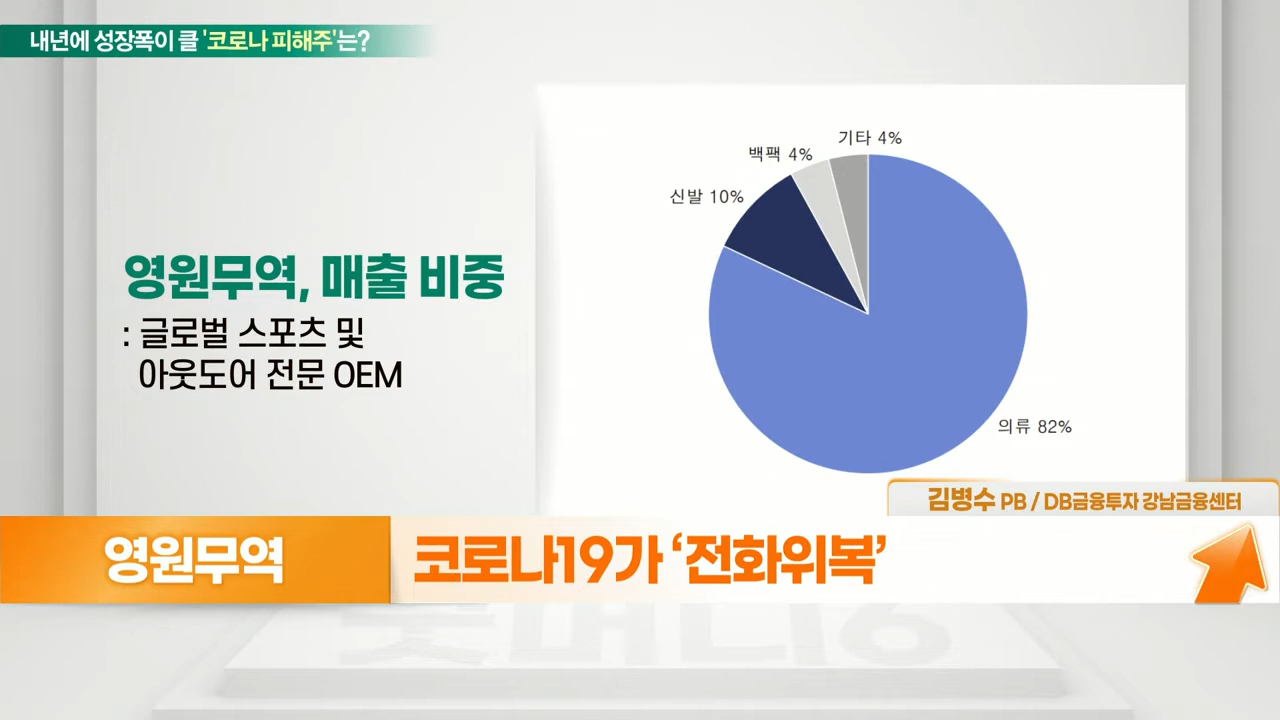 내년에 성장폭이 클 '코로나 피해주'는?
영원무역, 매출 비중
: 글로벌 스포츠 및
아웃도어 전문 OEM
기타 4%
백팩 4%
신발 10%
의류 82%
김병수 PB / DB금융투자 강남금융센터
영원무역
코로나19가 ‘전화위복’
굿머니6